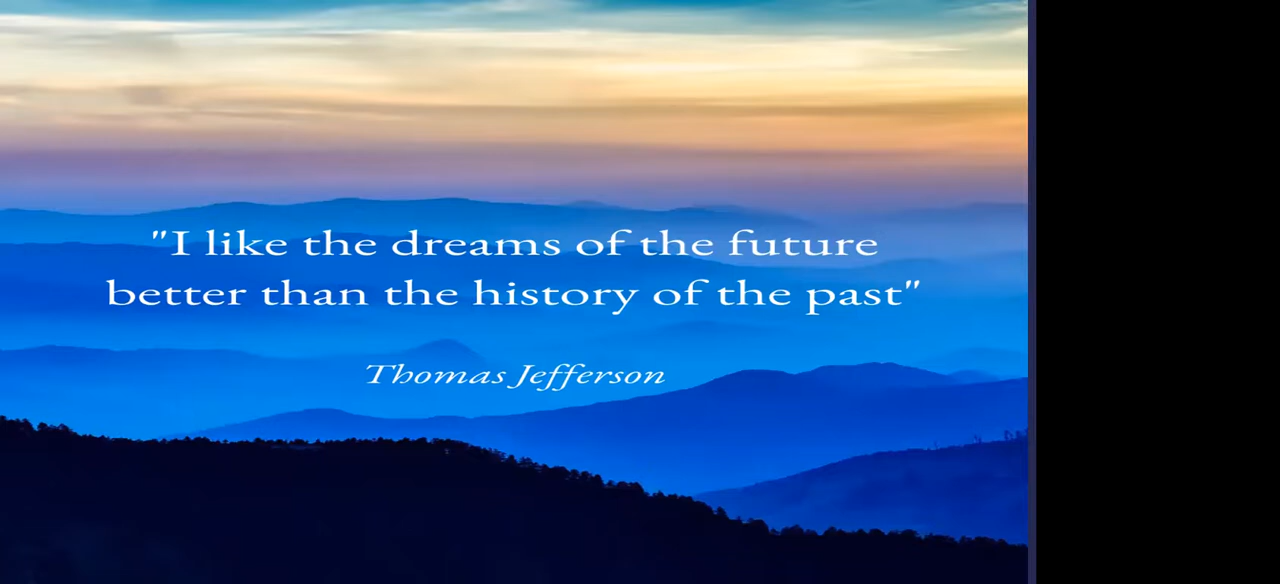 "I like the dreams of the future
better than the history of the past"
Thomas Jefferson